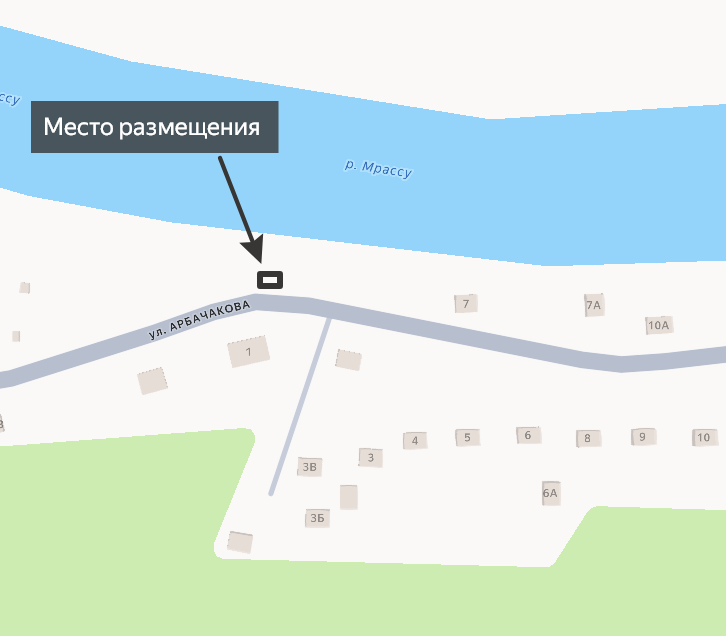 ссу
Место размещения
р. Мрассу
ул. АРБАЧАКОВА
7
7А
10А
1
4
5
6
8
9
10
3
3В
6А
3Б